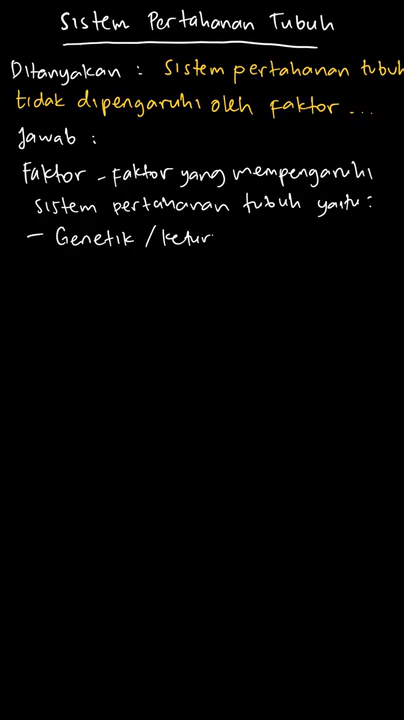 Sistem Pertahanan Tubuh
Ditanyakan : Sistem pertahanan tubuh
tidak dipengaruhi oleh faktor ...
Jawab :
Faktor - faktor yang mempengaruhi
sistem pertahanan tubuh yaitu :
- Genetik / ketur